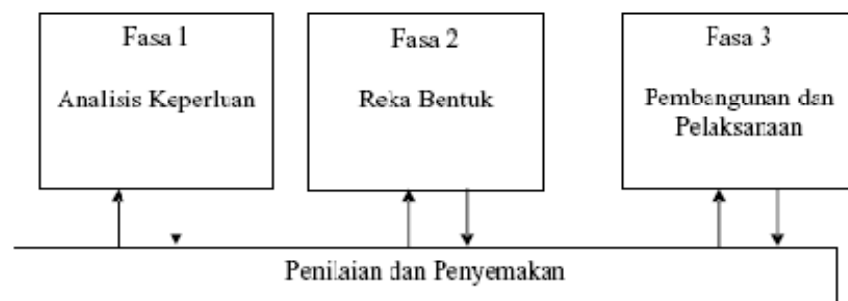 Fasa 1
Analisis Keperluan
Fasa 2
Reka Bentuk
Fasa 3
Pembangunan dan
Pelaksanaan
Penilaian dan Penyemakan